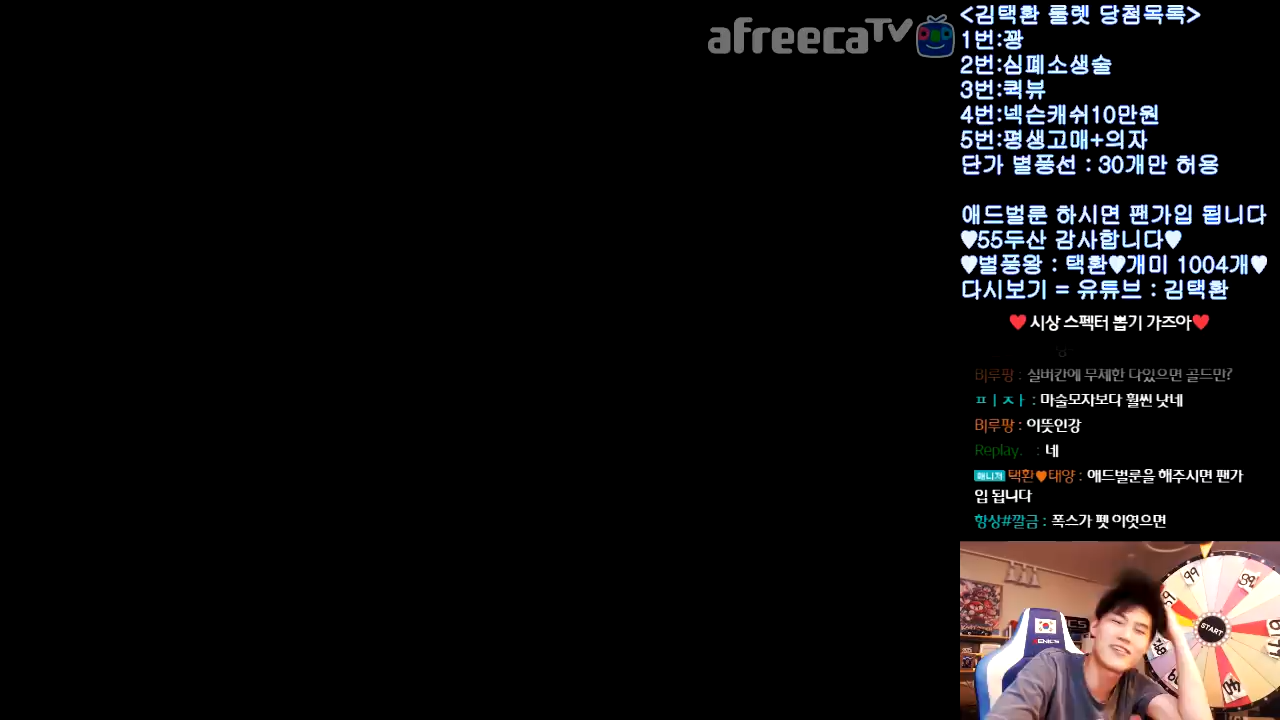 afreecaTV
<김택환 룰렛 당첨목록>
1번:꽝
2번:심폐소생술
3번:퀵뷰
4번:넥슨캐쉬10만원
5번:평생고매+의자
단가 별풍선 : 30개만 허용
애드벌룬 하시면 팬가입 됩니다
♥55두산 감사합니다♥
♥별풍왕 : 택환♥개미 1004개♥
다시보기 = 유튜브 : 김택환
♥ 시상 스펙터 뽑기 가즈아♥
B|루팡 : 실버칸에 무제한 다있으면 골드만?
ㅍㅣㅈㅏ : 마술모자보다 훨씬 낫네
B|루팡 : 이뜻인강
Replay. : 네
매니저 택환♥태양 : 애드벌룬을 해주시면 팬가
입 됩니다
항상#깔금 : 폭스가 펫 이엿으면
99
START
GENICS